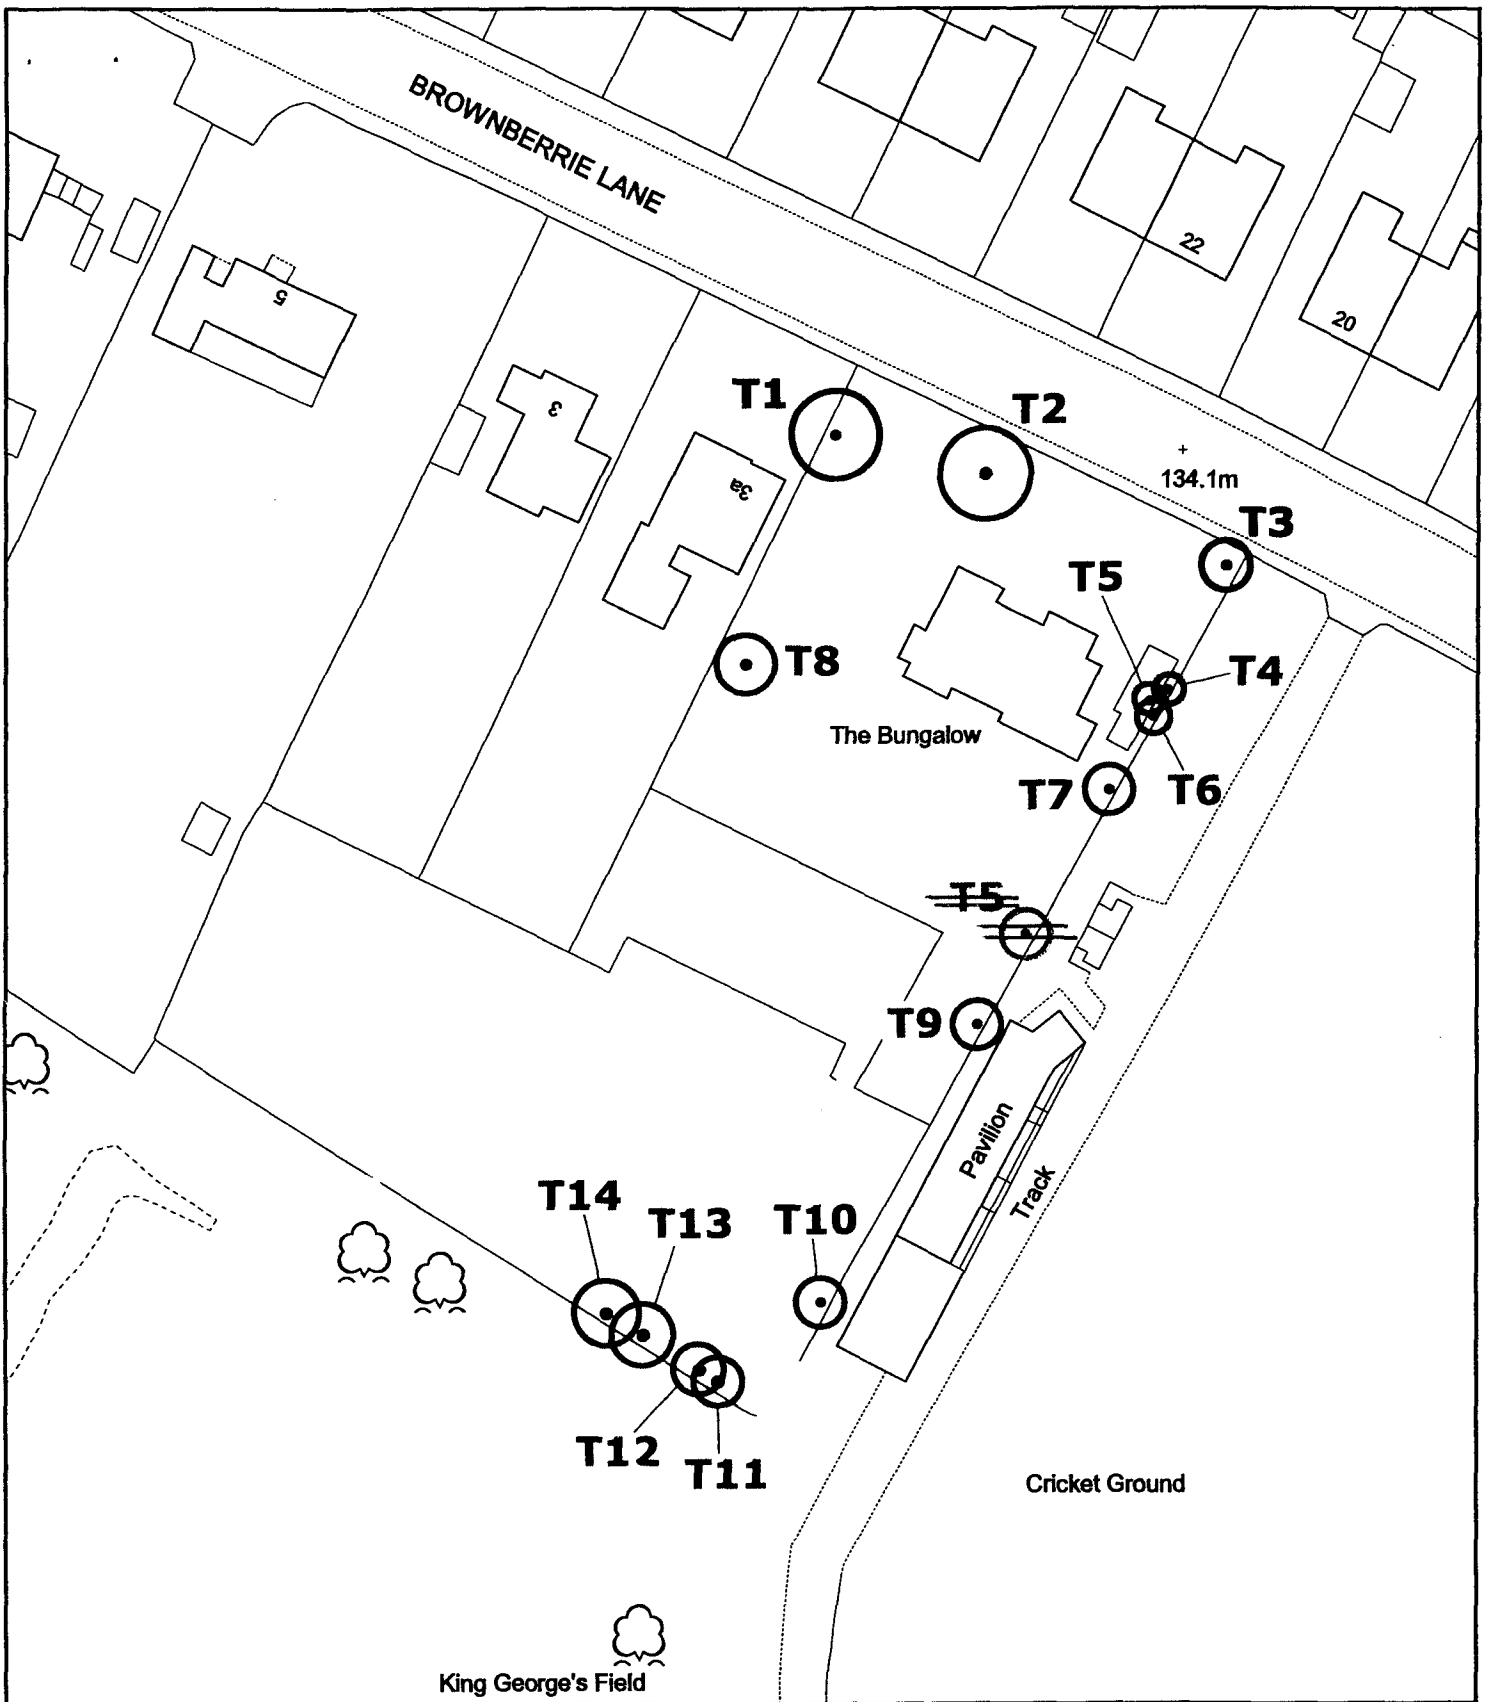 BROWNBERRIE LANE
22
20
5
3
3a
T1
T2
134.1m
T3
T5
T8
T4
The Bungalow
T7
T6
T5
T9
Pavilion
Track
T14
T13
T10
T12
T11
Cricket Ground
King George's Field